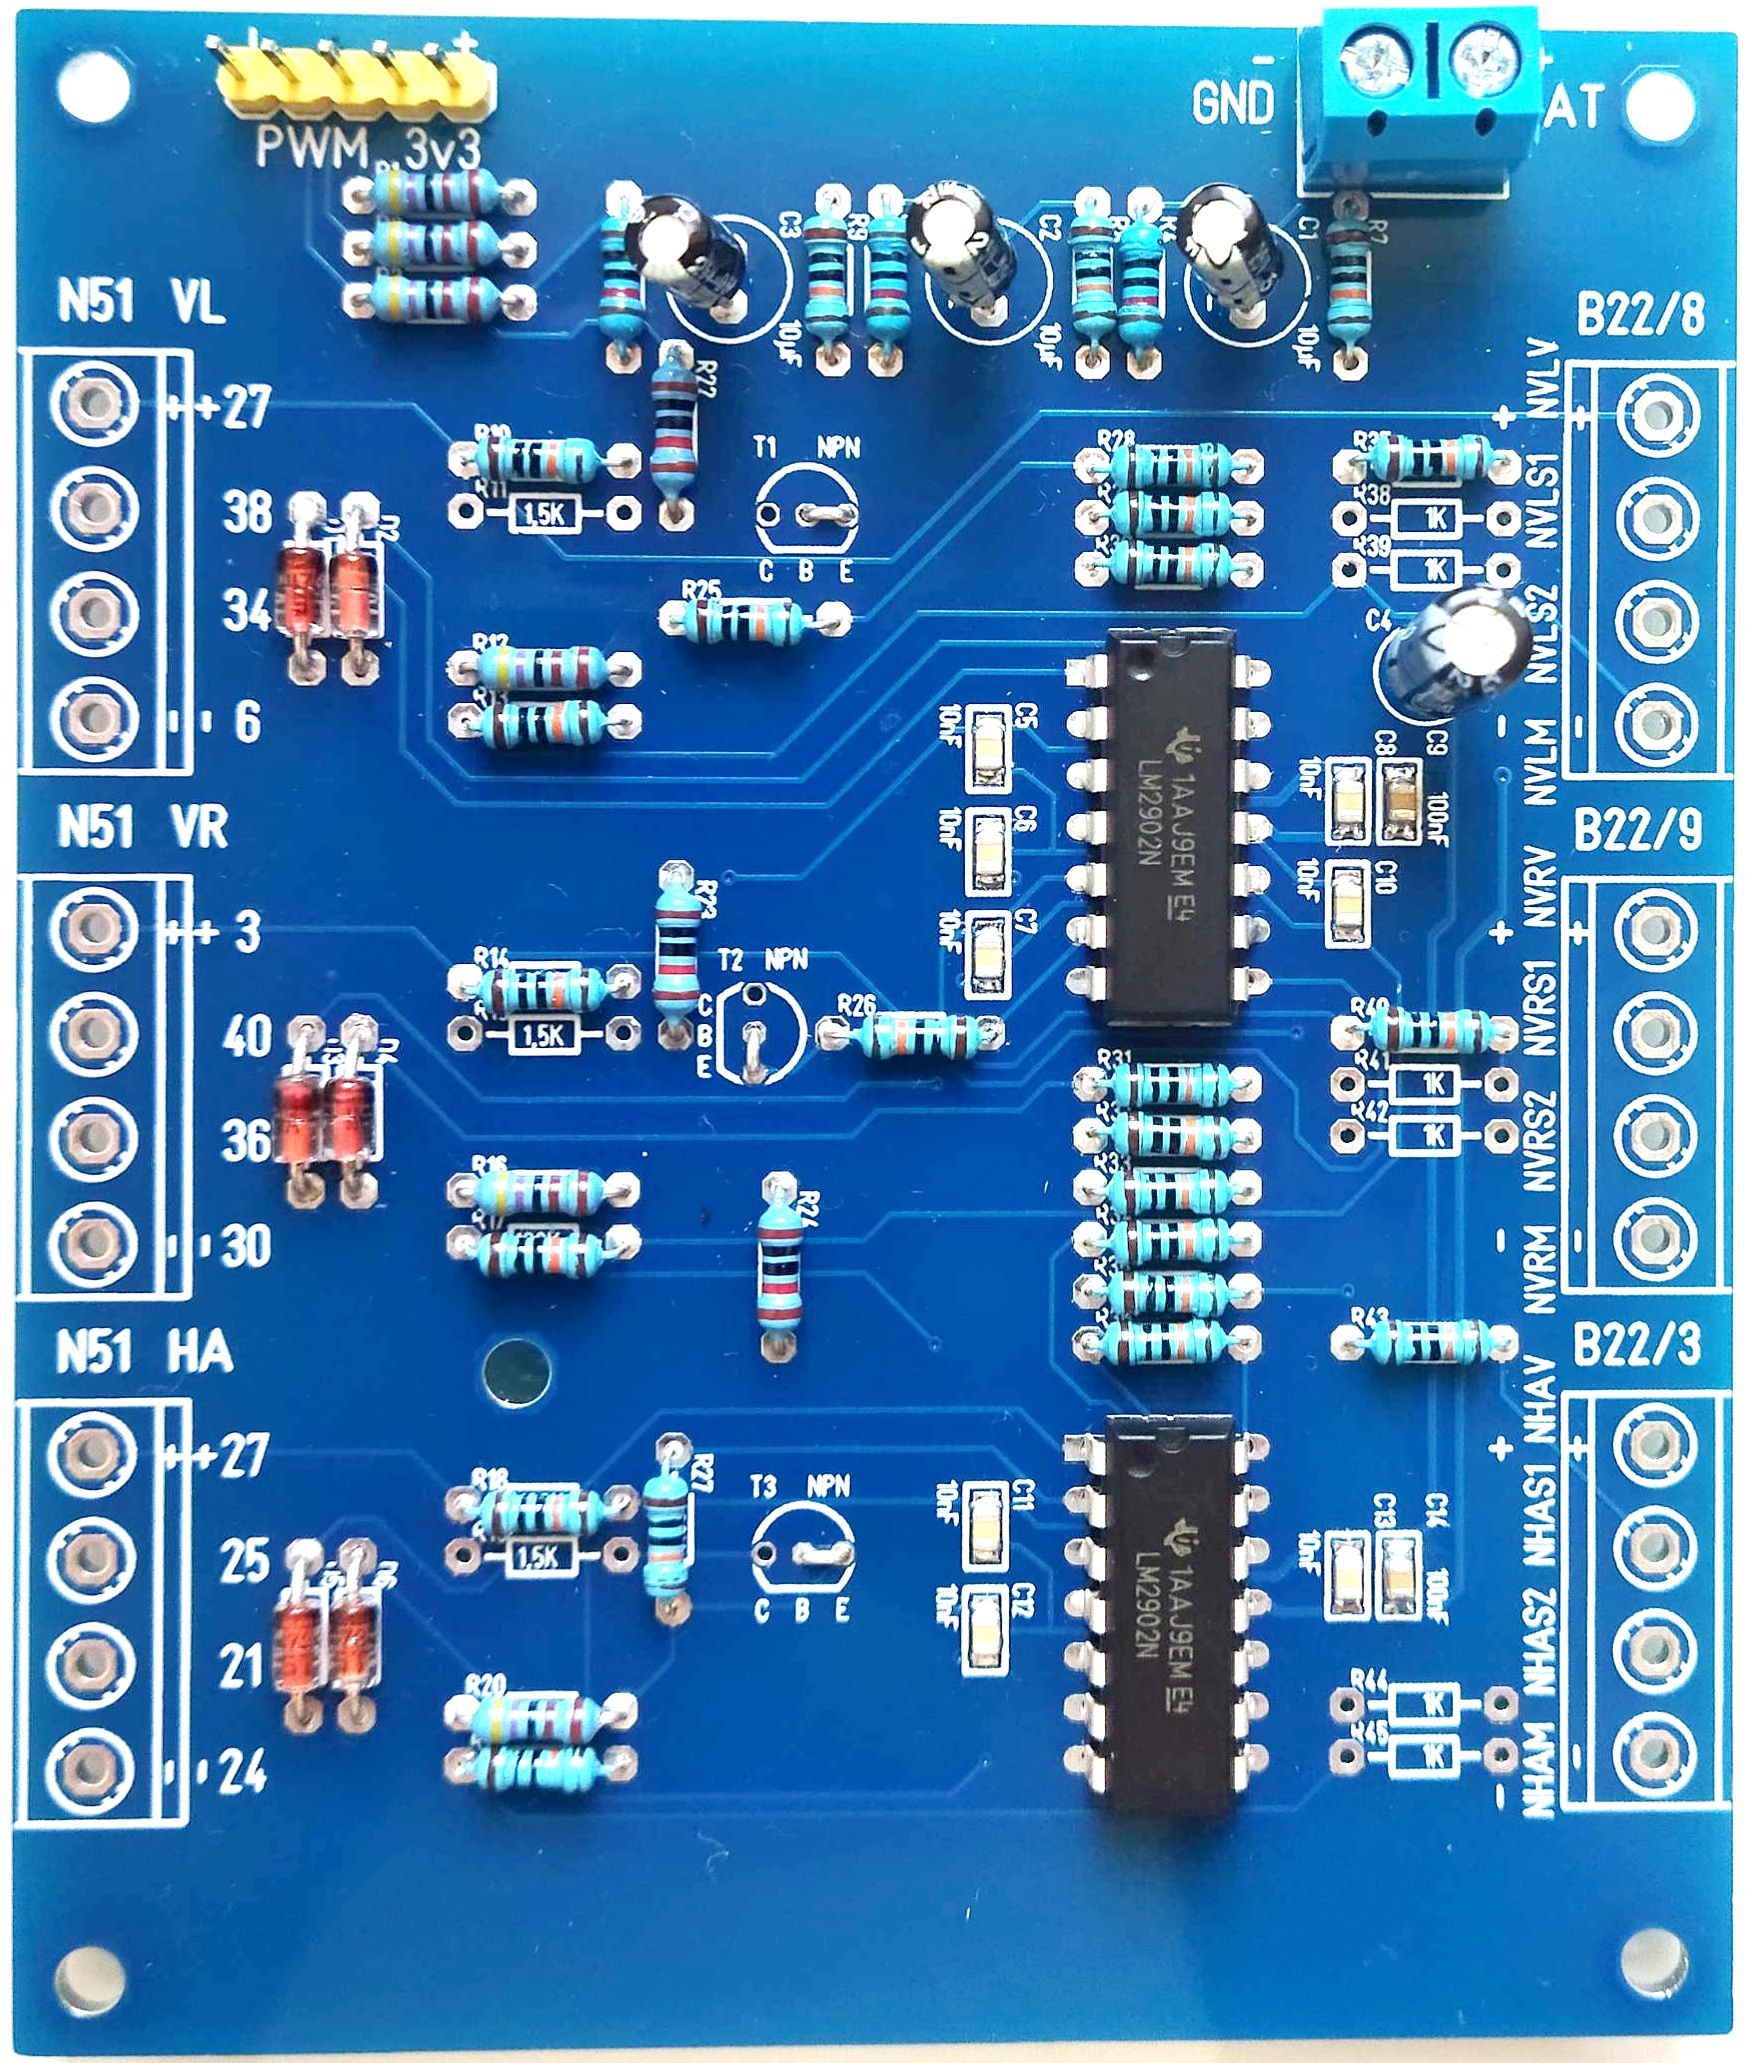 - +
PWM 3v3
-
GND
+
AT
C3
R9
C2
C1
R7
10µF
10µF
10µF
N51 VL
B22/8
++27
38
34
-- 6
R22
R10
R11
1,5K
T1 NPN
C B E
R25
R12
R13
R28
R38
1K
R39
1K
C4
+ NVLV
NVLS1
NVLS2
- NVLM
C5
10nF
C6
10nF
C7
10nF
1AAJ9EM E4
LM2902N
C8
10nF
C9
100nF
C10
10nF
N51 VR
B22/9
++ 3
40
36
--30
R23
R14
1,5K
T2 NPN
C
B
E
R26
R16
R17
R24
R31
R33
R40
R41
1K
R42
1K
R43
+ NVRV
NVRS1
NVRS2
- NVRM
N51 HA
B22/3
++27
25
21
--24
R18
1,5K
R27
T3 NPN
C B E
R20
C11
10nF
C12
10nF
1AAJ9EM E4
LM2902N
C13
10nF
C14
100nF
R44
1K
R45
1K
+ NHAV
NHAS1
NHAS2
- NHAM